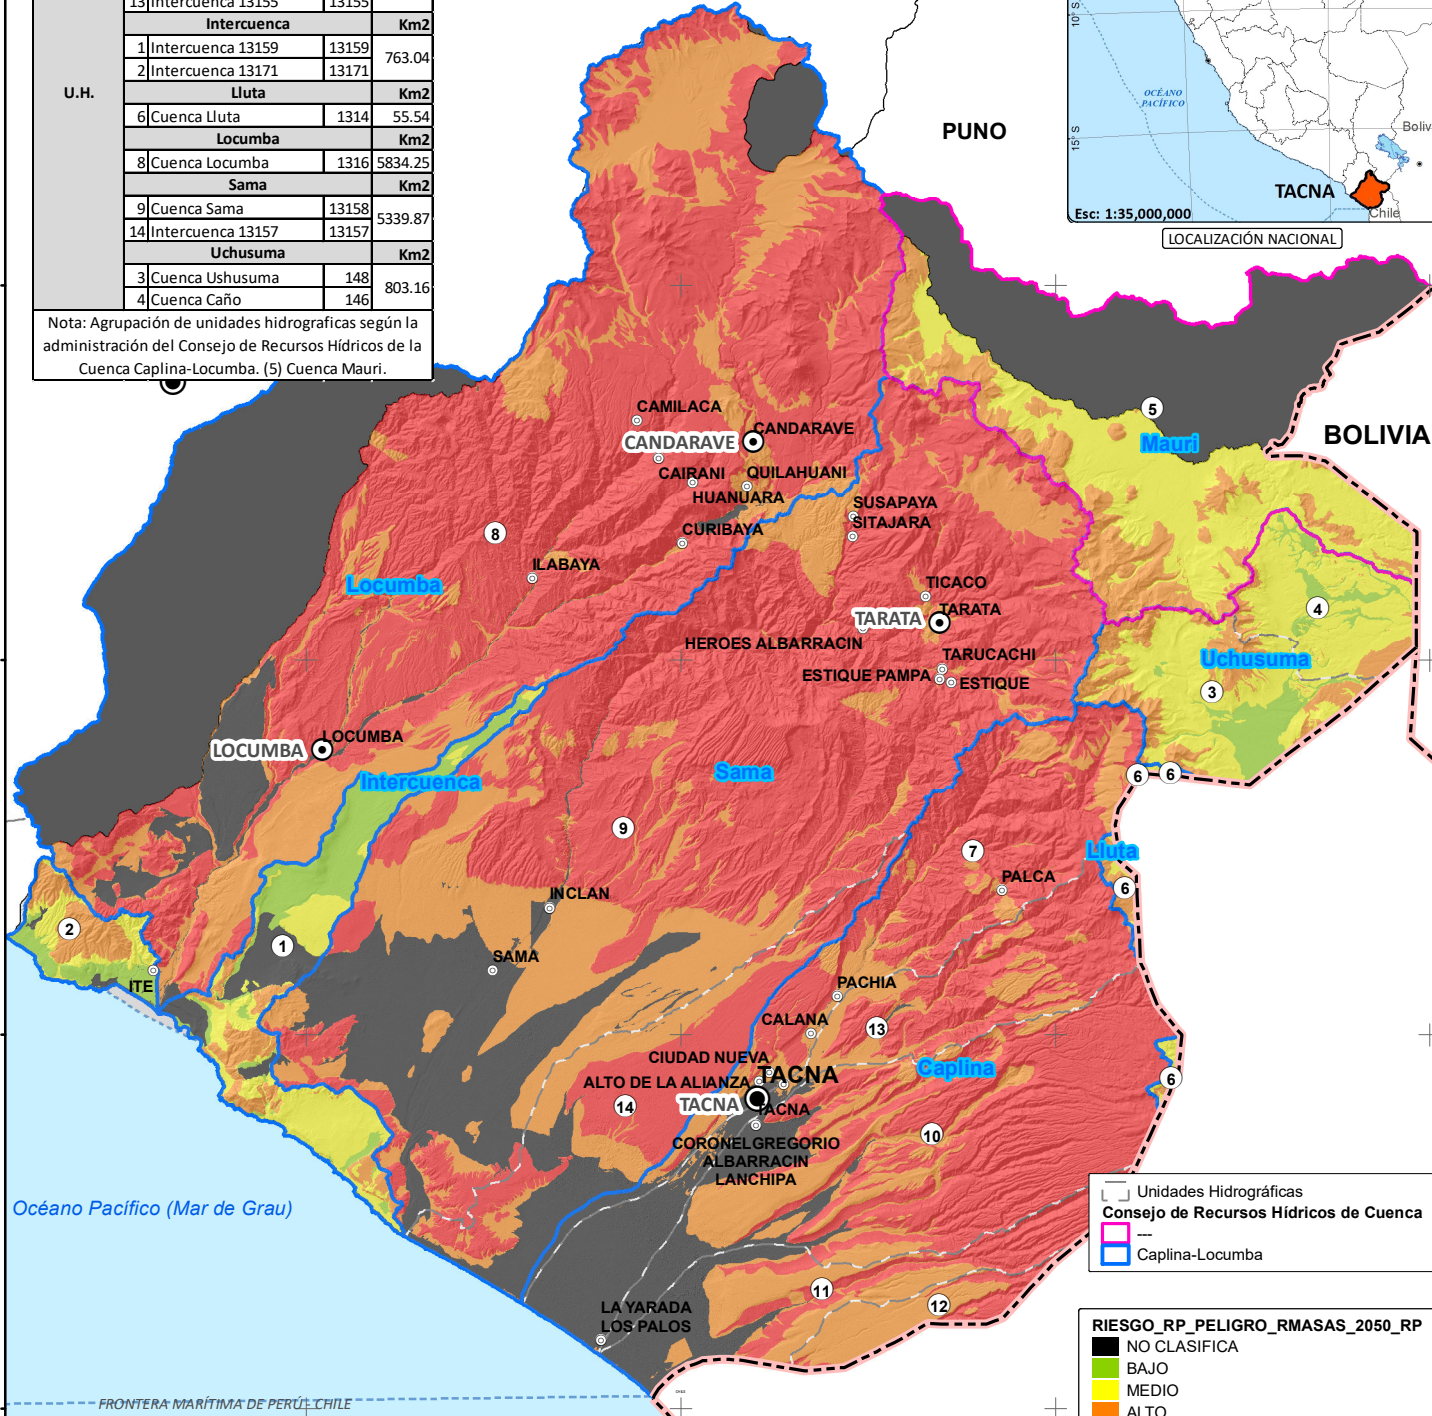 13 Intercuenca 13155 13155
Intercuenca Km2
1 Intercuenca 13159 13159 763.04
2 Intercuenca 13171 13171
U.H.
Lluta Km2
6 Cuenca Lluta 1314 55.54
Locumba Km2
8 Cuenca Locumba 1316 5834.25
Sama Km2
9 Cuenca Sama 13158 5339.87
14 Intercuenca 13157 13157
Uchusuma Km2
3 Cuenca Ushusuma 148 803.16
4 Cuenca Caño 146
Nota: Agrupación de unidades hidrograficas según la
administración del Consejo de Recursos Hídricos de la
Cuenca Caplina-Locumba. (5) Cuenca Mauri.
10° S
15° S
OCÉANO
PACÍFICO
Boliv
TACNA
Chile
Esc: 1:35,000,000
LOCALIZACIÓN NACIONAL
PUNO
BOLIVIA
5
Mauri
CAMILACA
CANDARAVE
CANDARAVE
CAIRANI
QUILAHUANI
HUANUARA
SUSAPAYA
SITAJARA
CURIBAYA
8
ILABAYA
Locumba
TICACO
TARATA
TARATA
4
HEROES ALBARRACIN
TARUCACHI
ESTIQUE PAMPA
ESTIQUE
Uchusuma
3
LOCUMBA
LOCUMBA
Intercuenca
Sama
6
6
9
7
Lluta
PALCA
6
INCLAN
2
1
SAMA
ITE
PACHIA
CALANA
13
CIUDAD NUEVA
TACNA
ALTO DE LA ALIANZA
Caplina
6
TACNA
TACNA
14
10
CORONELGREGORIO
ALBARRACIN
LANCHIPA
Océano Pacífico (Mar de Grau)
11
12
LA YARADA
LOS PALOS
FRONTERA MARÍTIMA DE PERÚ - CHILE
CHILE
Unidades Hidrográficas
Consejo de Recursos Hídricos de Cuenca
---
Caplina-Locumba
RIESGO_RP_PELIGRO_RMASAS_2050_RP
NO CLASIFICA
BAJO
MEDIO
ALTO